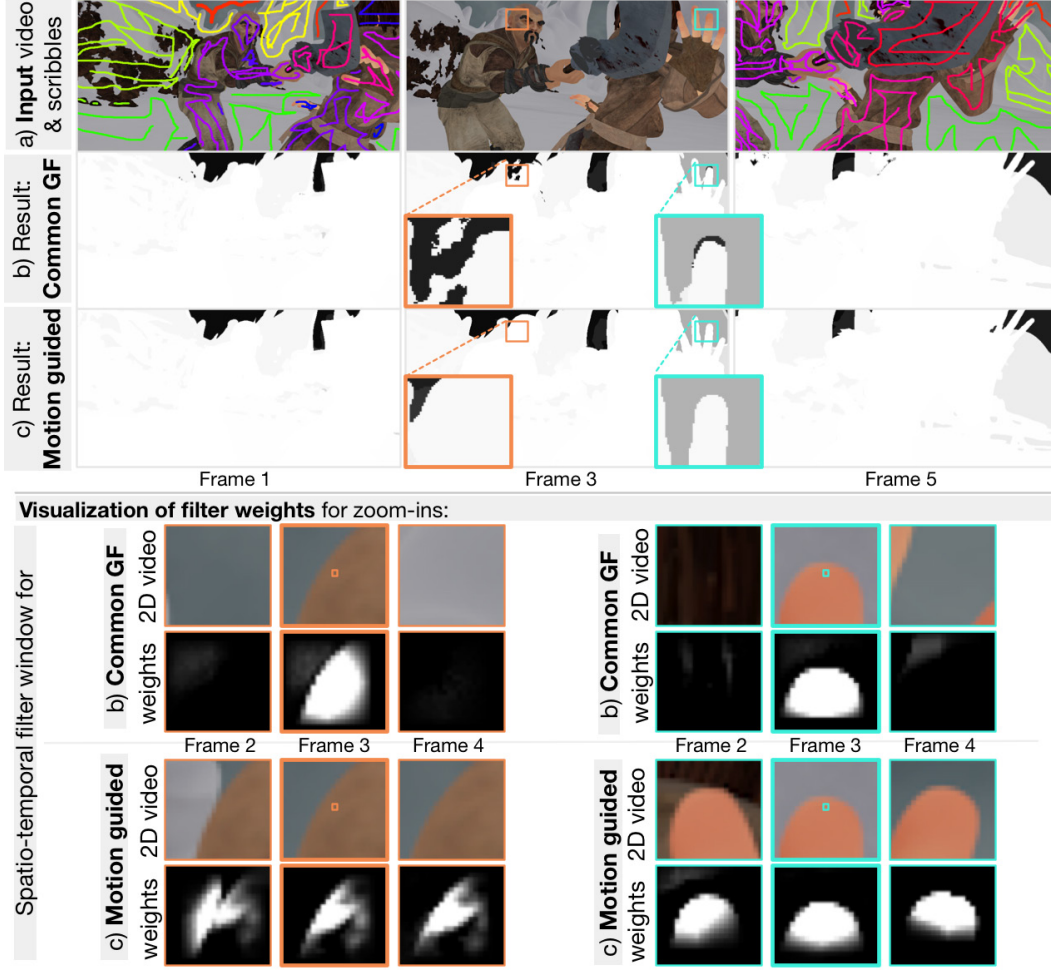 a) Input video
& scribbles
b) Result:
Common GF
c) Result:
Motion guided
Frame 1
Frame 3
Frame 5
Visualization of filter weights for zoom-ins:
Spatio-temporal filter window for
b) Common GF
2D video
weights
Frame 2
Frame 3
Frame 4
c) Motion guided
2D video
weights
b) Common GF
2D video
weights
Frame 2
Frame 3
Frame 4
c) Motion guided
2D video
weights